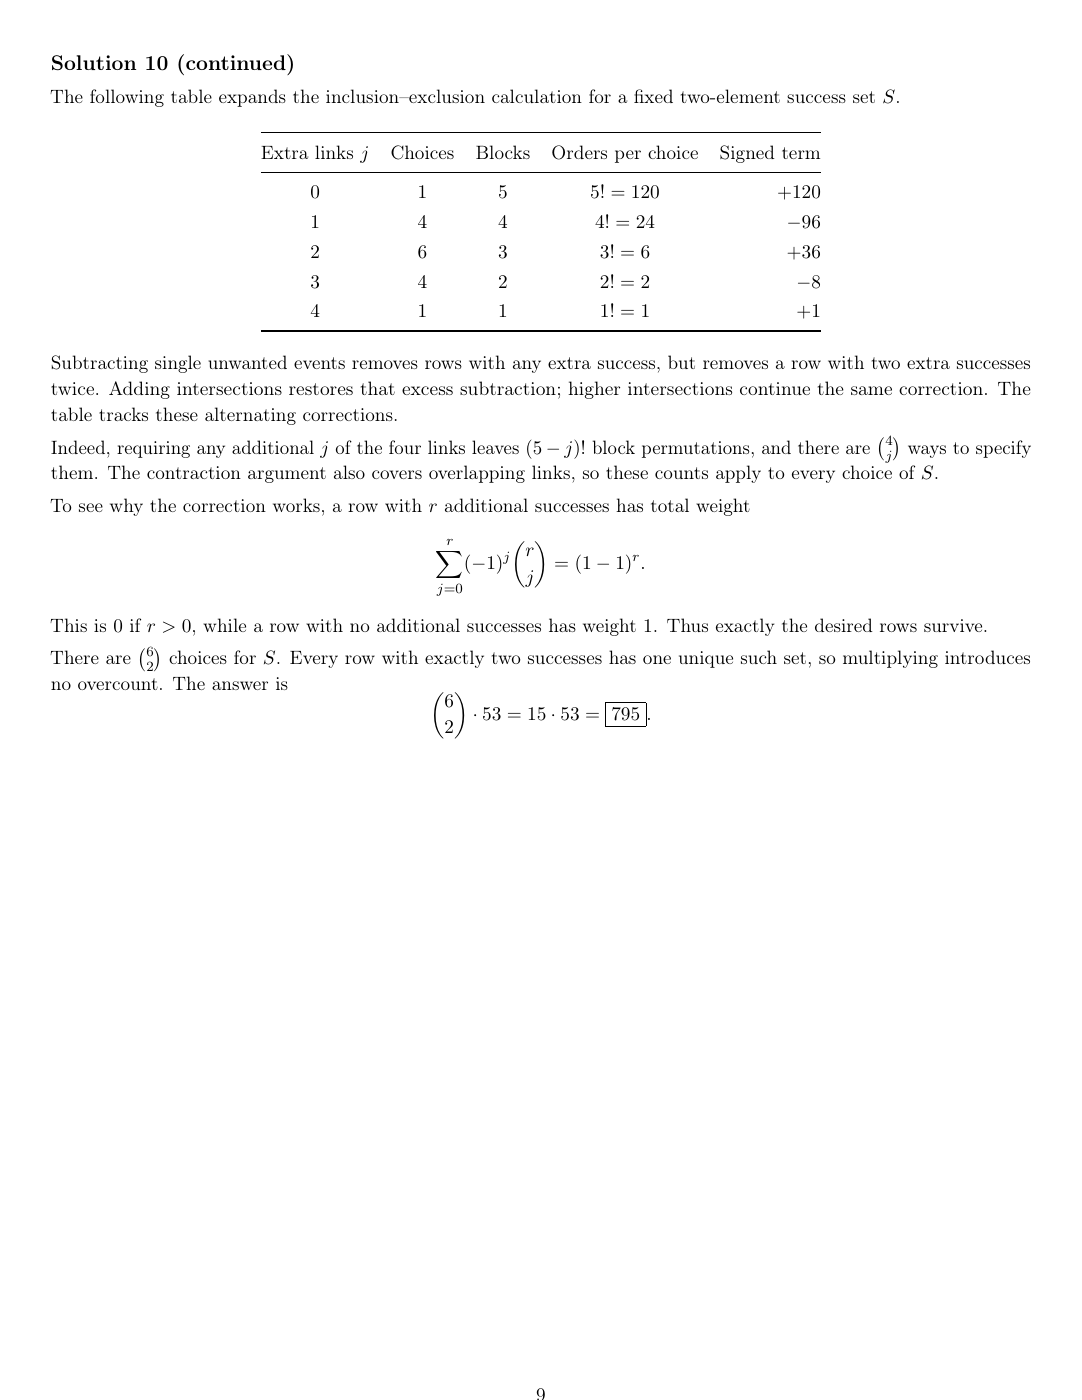 Solution 10 (continued)
The following table expands the inclusion–exclusion calculation for a fixed two-element success set S.
Extra links j Choices Blocks Orders per choice Signed term
0 1 5 5! = 120 +120
1 4 4 4! = 24 −96
2 6 3 3! = 6 +36
3 4 2 2! = 2 −8
4 1 1 1! = 1 +1
Subtracting single unwanted events removes rows with any extra success, but removes a row with two extra successes
twice. Adding intersections restores that excess subtraction; higher intersections continue the same correction. The
table tracks these alternating corrections.
Indeed, requiring any additional j of the four links leaves (5 − j)! block permutations, and there are \binom{4}{j} ways to specify
them. The contraction argument also covers overlapping links, so these counts apply to every choice of S.
To see why the correction works, a row with r additional successes has total weight
\sum_{j=0}^{r} (−1)^j \binom{r}{j} = (1 − 1)^r.
This is 0 if r > 0, while a row with no additional successes has weight 1. Thus exactly the desired rows survive.
There are \binom{6}{2} choices for S. Every row with exactly two successes has one unique such set, so multiplying introduces
no overcount. The answer is
\binom{6}{2} · 53 = 15 · 53 = \boxed{795}.
9